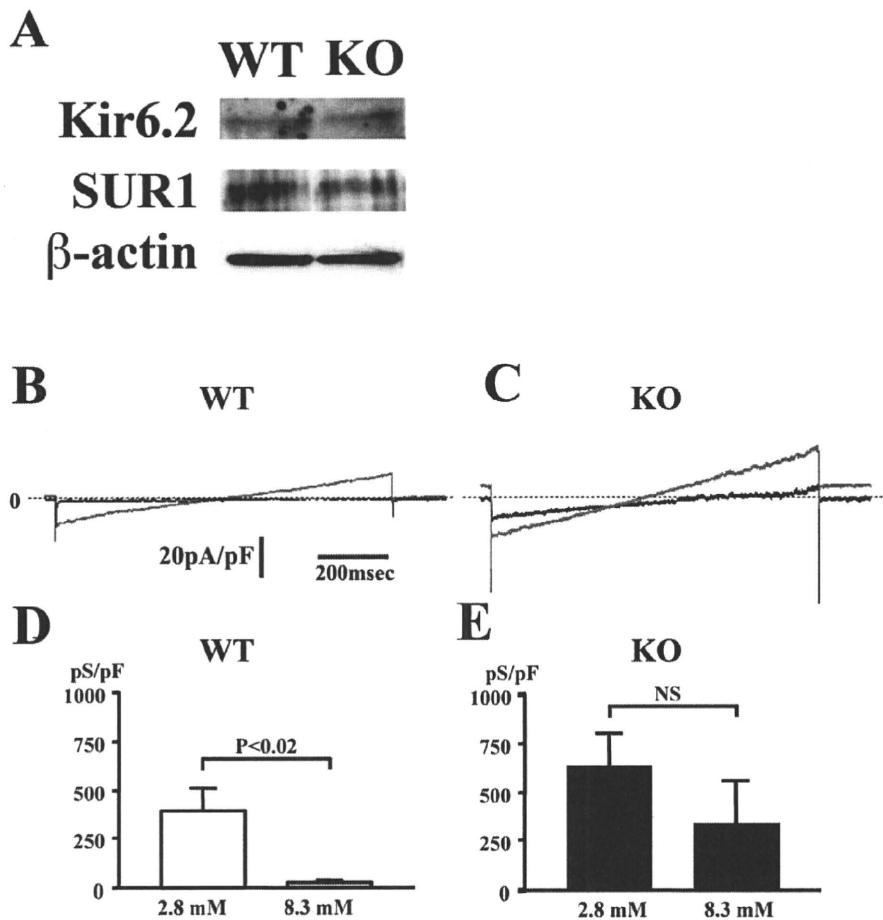 A
WT KO
Kir6.2
SUR1
β-actin
B WT
C KO
0
20pA/pF
200msec
D WT
pS/pF
1000
750
500
250
0
P<0.02
2.8 mM 8.3 mM
E KO
pS/pF
1000
750
500
250
0
NS
2.8 mM 8.3 mM